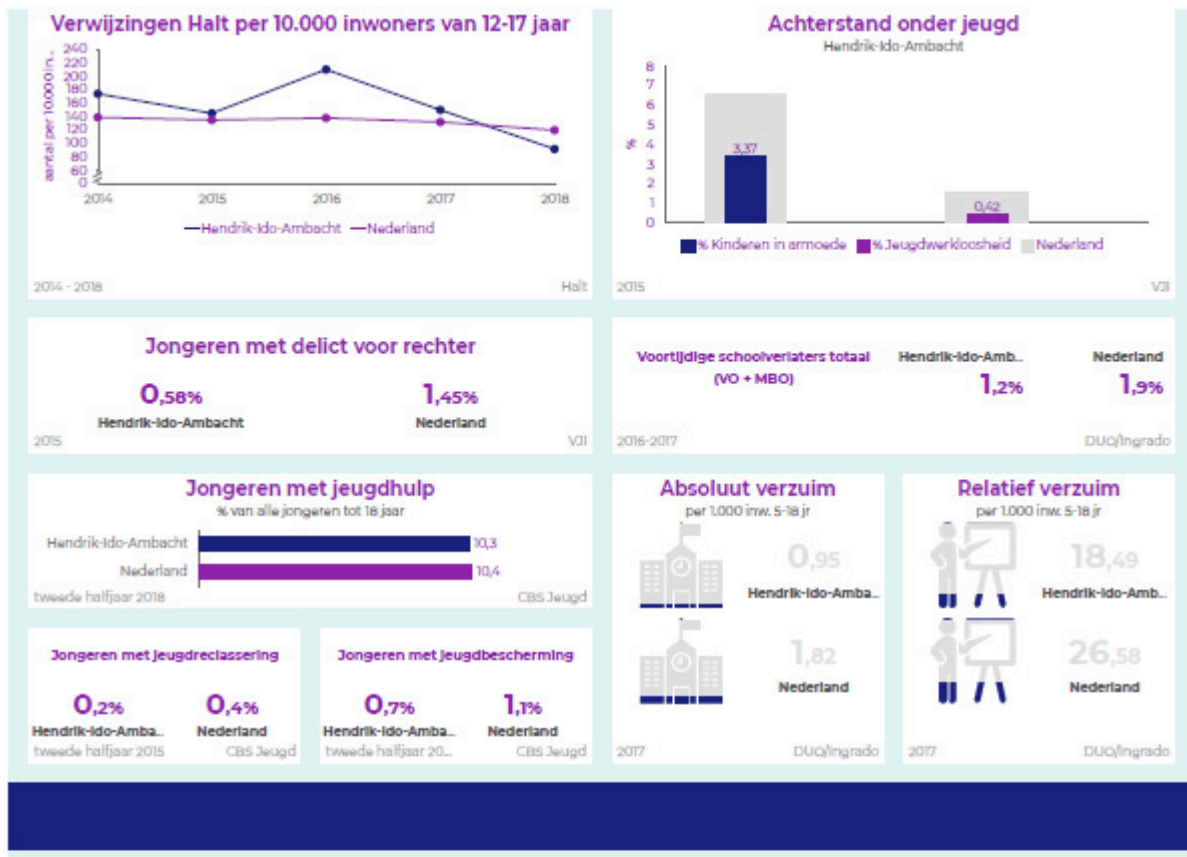 Verwijzingen Halt per 10.000 inwoners van 12-17 jaar
aantal per 10.000 in...
240
220
200
180
160
140
120
100
80
60
0
2014 2015 2016 2017 2018
Hendrik-Ido-Ambacht Nederland
2014 - 2018 Halt
Achterstand onder jeugd
Hendrik-Ido-Ambacht
%
8
7
6
5
4
3
2
1
0
3,37
0,42
% Kinderen in armoede % Jeugdwerkloosheid Nederland
2015 VJI
Jongeren met delict voor rechter
0,58% 1,45%
Hendrik-Ido-Ambacht Nederland
2015 VJI
Voortijdige schoolverlaters totaal
(VO + MBO)
Hendrik-Ido-Amb... Nederland
1,2% 1,9%
2016-2017 DUO/Ingrado
Jongeren met jeugdhulp
% van alle jongeren tot 18 jaar
Hendrik-Ido-Ambacht 10,3
Nederland 10,4
tweede halfjaar 2018 CBS Jeugd
Absoluut verzuim
per 1.000 inw. 5-18 jr
0,95
Hendrik-Ido-Amba...
1,82
Nederland
2017 DUO/Ingrado
Relatief verzuim
per 1.000 inw. 5-18 jr
18,49
Hendrik-Ido-Amb...
26,58
Nederland
2017 DUO/Ingrado
Jongeren met jeugdreclassering
0,2% 0,4%
Hendrik-Ido-Amba... Nederland
tweede halfjaar 2015 CBS Jeugd
Jongeren met jeugdbescherming
0,7% 1,1%
Hendrik-Ido-Amba... Nederland
tweede halfjaar 20... CBS Jeugd